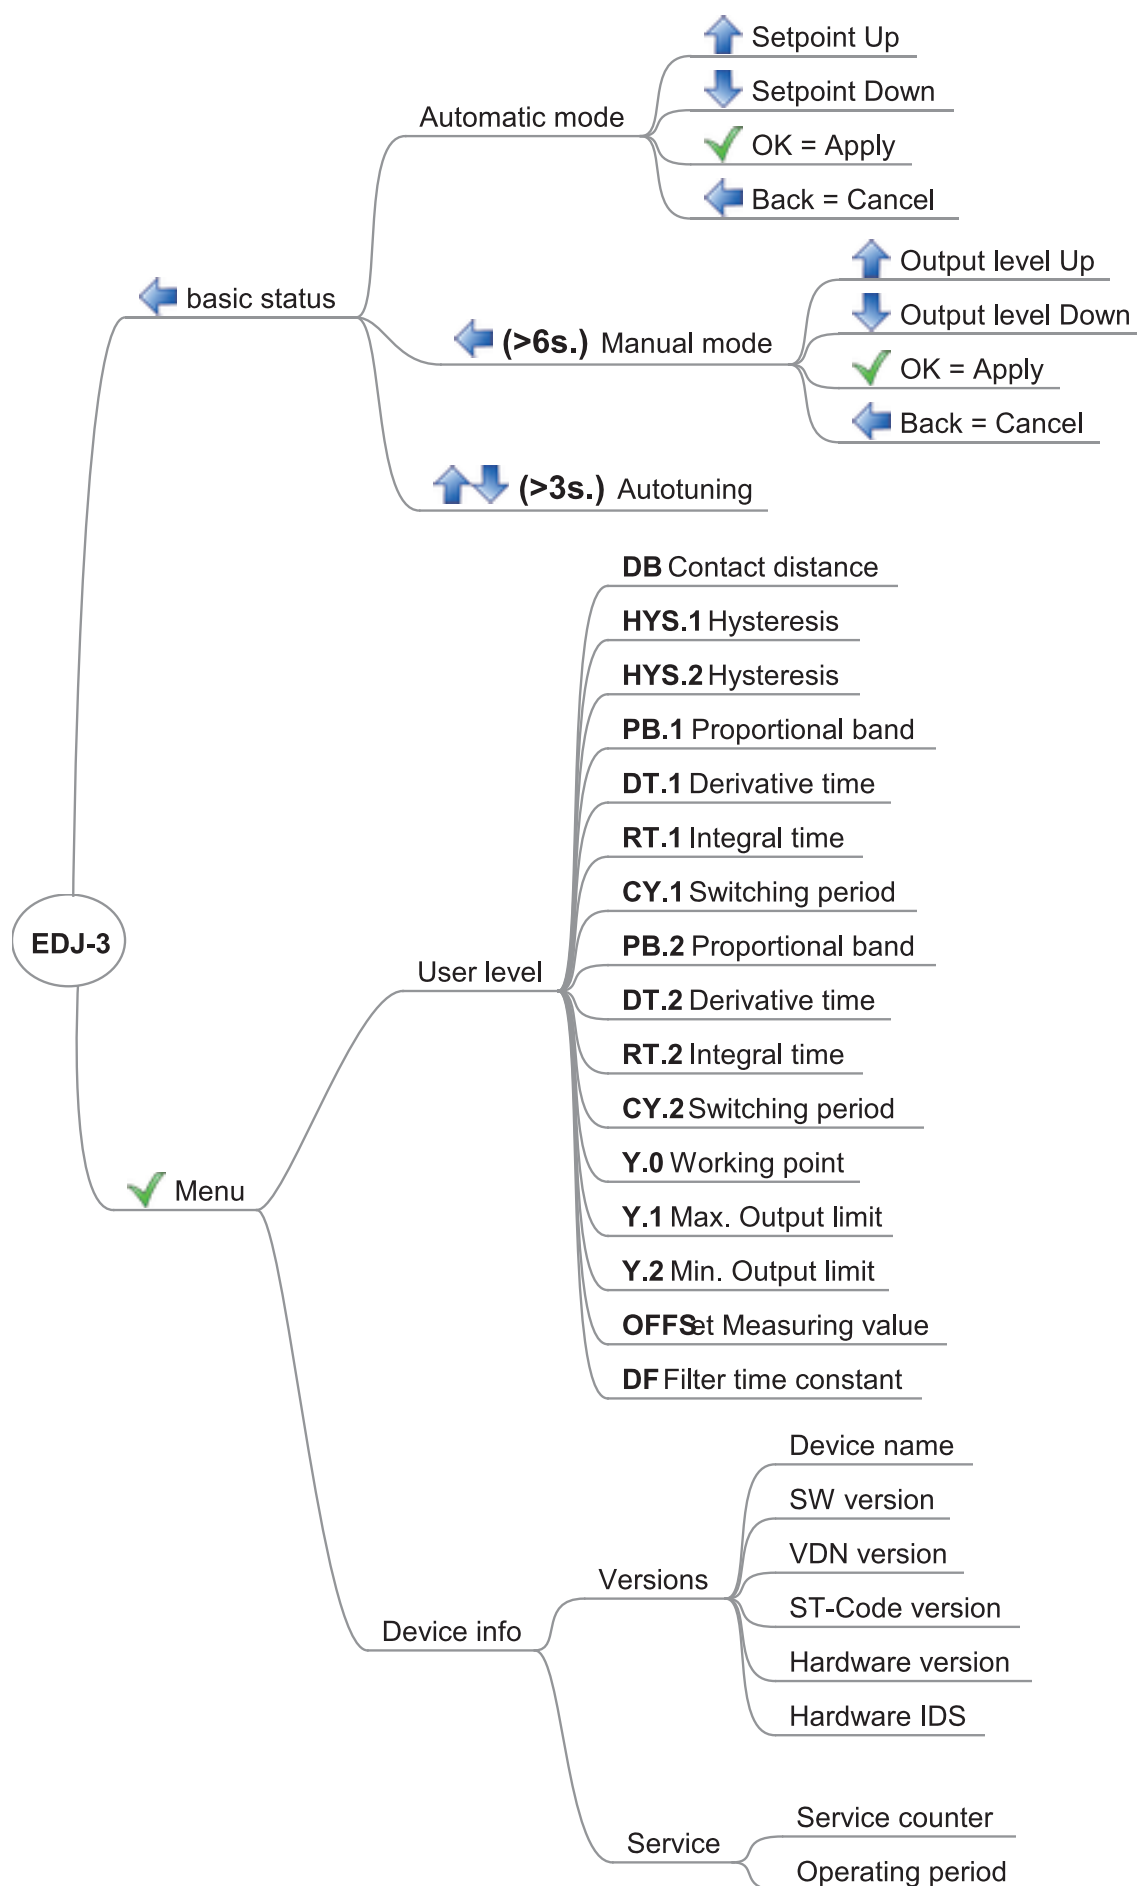 Setpoint Up
Setpoint Down
Automatic mode
OK = Apply
Back = Cancel
Output level Up
basic status
Output level Down
(>6s.) Manual mode
OK = Apply
Back = Cancel
(>3s.) Autotuning
DB Contact distance
HYS.1 Hysteresis
HYS.2 Hysteresis
PB.1 Proportional band
DT.1 Derivative time
RT.1 Integral time
CY.1 Switching period
EDJ-3
PB.2 Proportional band
User level
DT.2 Derivative time
RT.2 Integral time
CY.2 Switching period
Y.0 Working point
Menu
Y.1 Max. Output limit
Y.2 Min. Output limit
OFFSet Measuring value
DF Filter time constant
Device name
SW version
VDN version
Versions
ST-Code version
Device info
Hardware version
Hardware IDS
Service counter
Service
Operating period